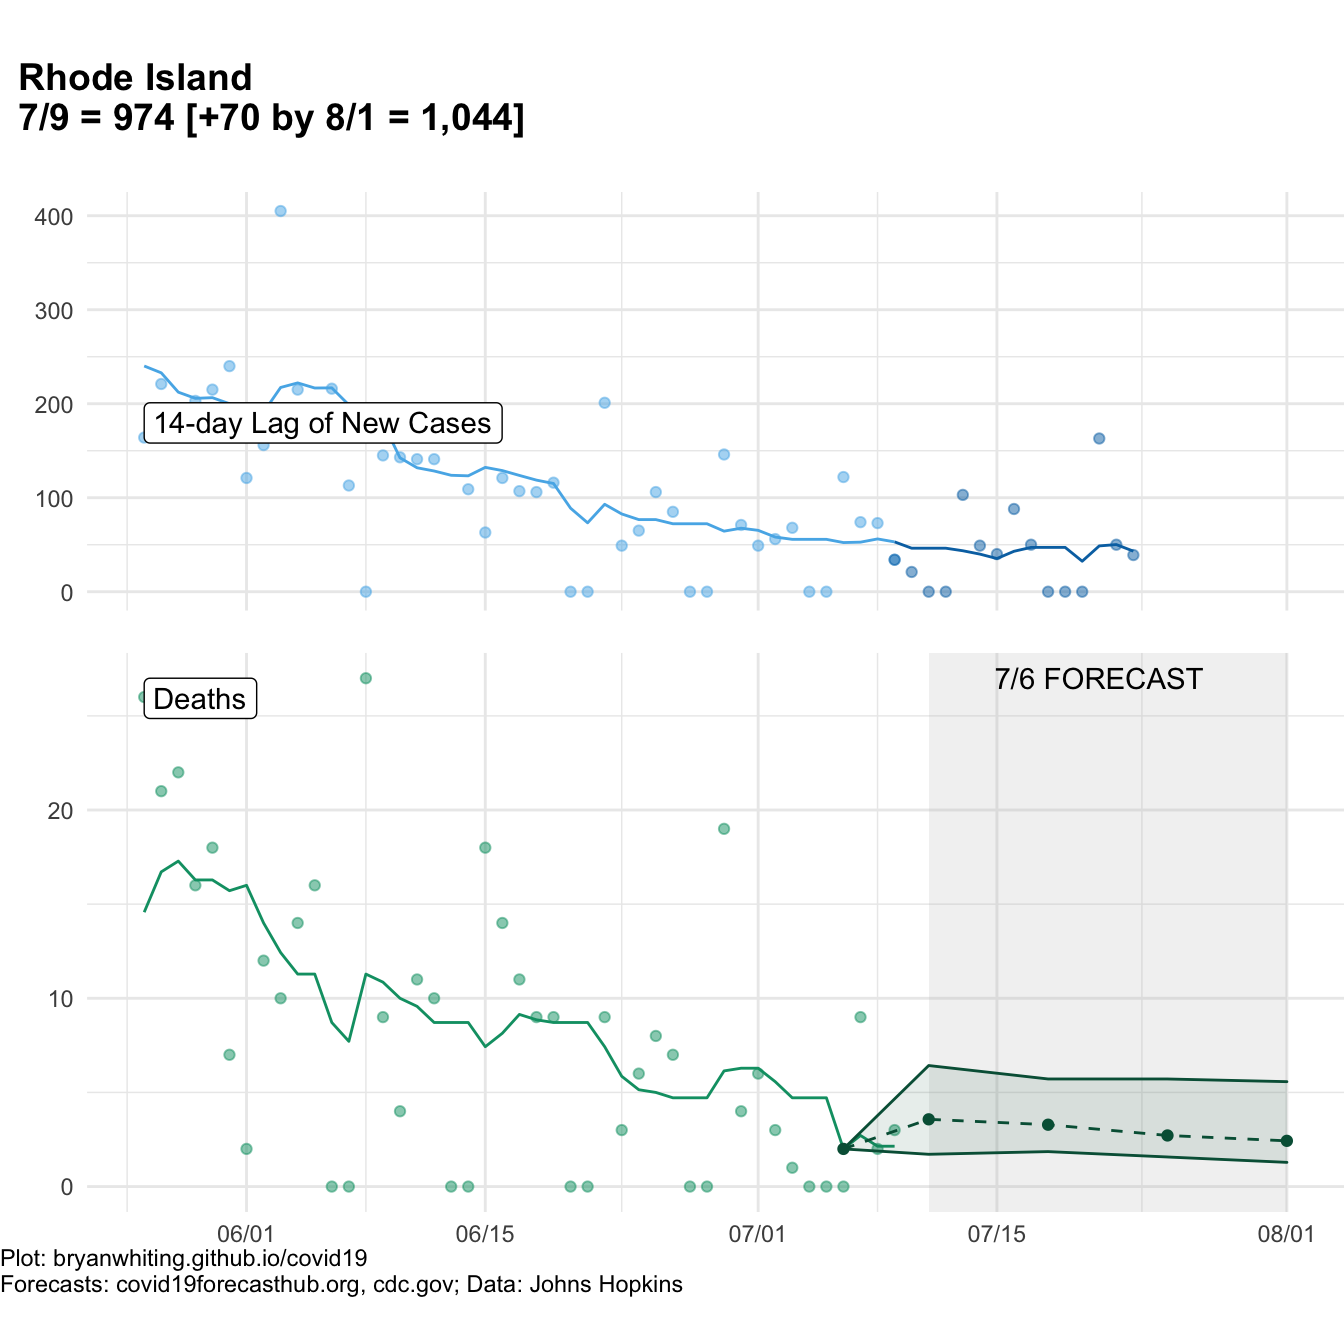 Rhode Island
7/9 = 974 [+70 by 8/1 = 1,044]
400
300
200
100
0
14-day Lag of New Cases
Deaths
7/6 FORECAST
20
10
0
06/01 06/15 07/01 07/15 08/01
Plot: bryanwhiting.github.io/covid19
Forecasts: covid19forecasthub.org, cdc.gov; Data: Johns Hopkins